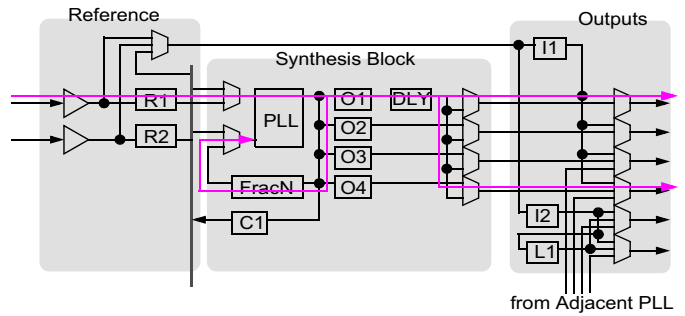 Reference
Outputs
Synthesis Block
I1
R1
O1
DLY
PLL
O2
R2
O3
FracN
O4
C1
I2
L1
from Adjacent PLL